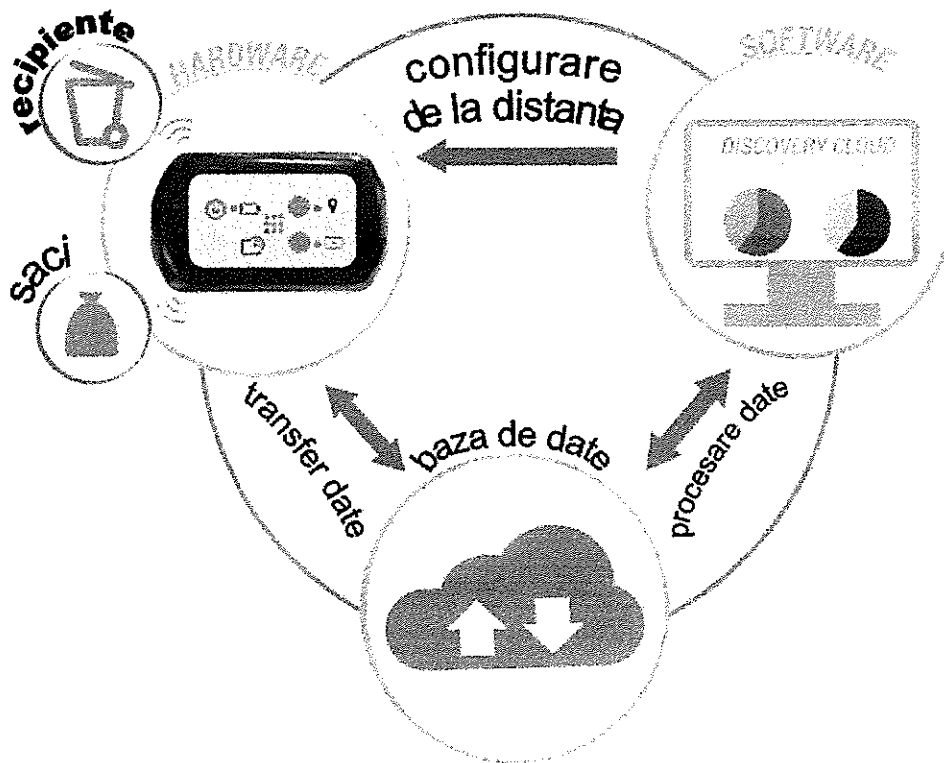 recipiente
HARDWARE
configurare
de la distanta
SOFTWARE
DISCOVERY CLOUD
saci
transfer date
baza de date
procesare date